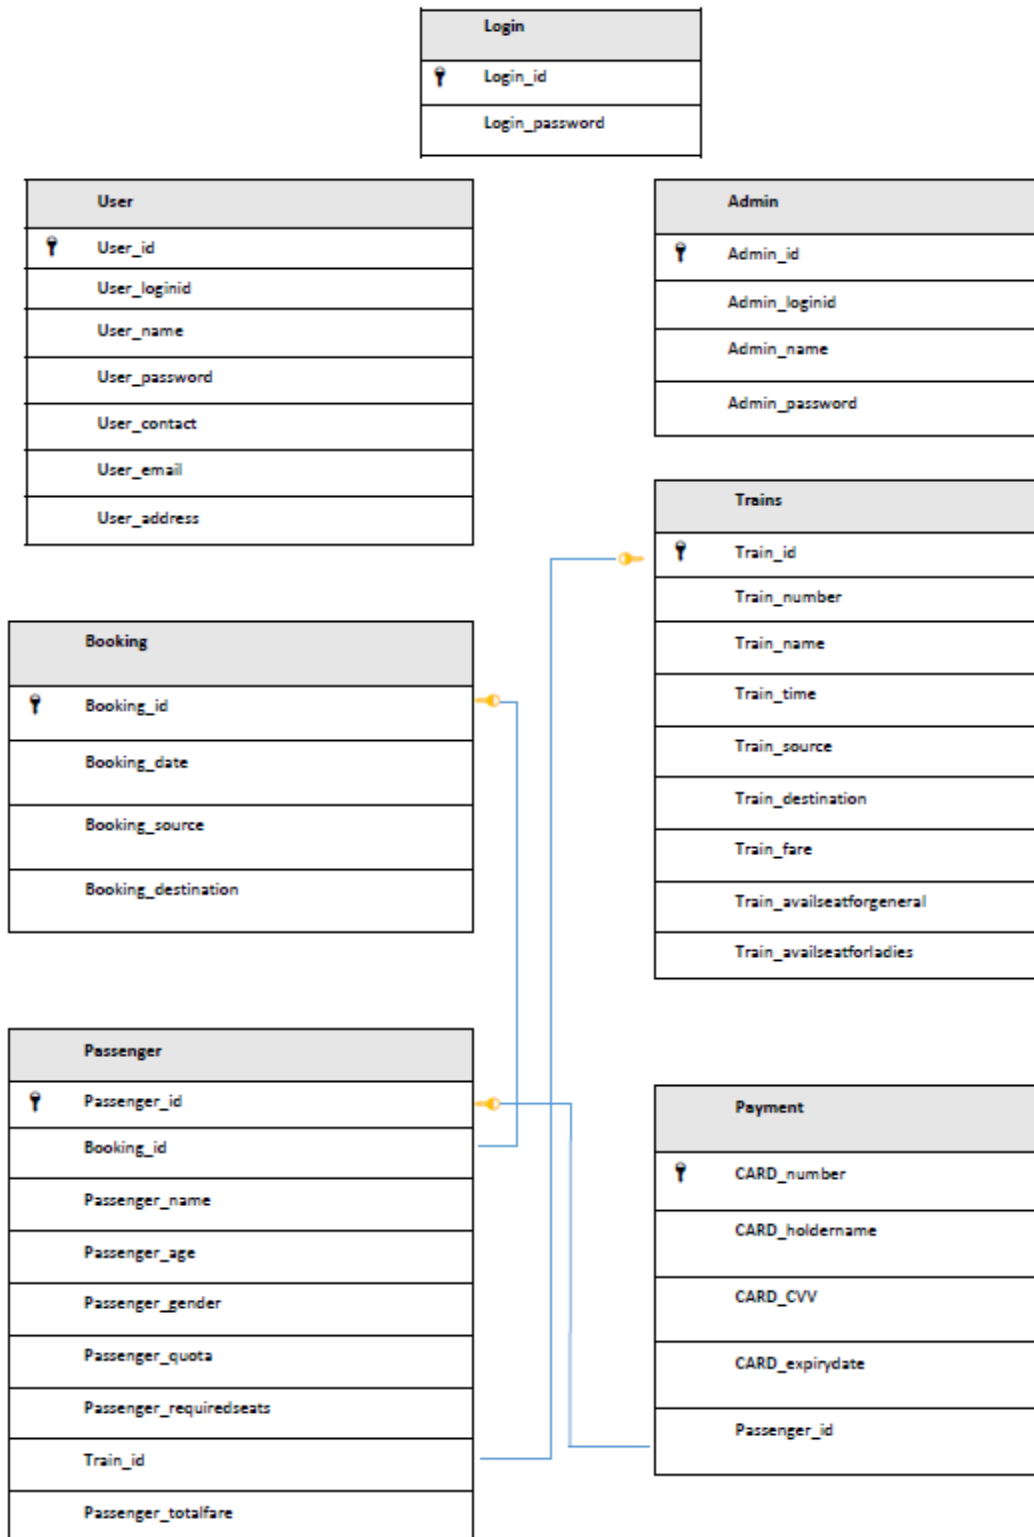 Login
Login_id
Login_password
User
User_id
User_loginid
User_name
User_password
User_contact
User_email
User_address
Admin
Admin_id
Admin_loginid
Admin_name
Admin_password
Trains
Train_id
Train_number
Train_name
Train_time
Train_source
Train_destination
Train_fare
Train_availseatforgeneral
Train_availseatforladies
Booking
Booking_id
Booking_date
Booking_source
Booking_destination
Passenger
Passenger_id
Booking_id
Passenger_name
Passenger_age
Passenger_gender
Passenger_quota
Passenger_requiredseats
Train_id
Passenger_totalfare
Payment
CARD_number
CARD_holdername
CARD_CVV
CARD_expirydate
Passenger_id